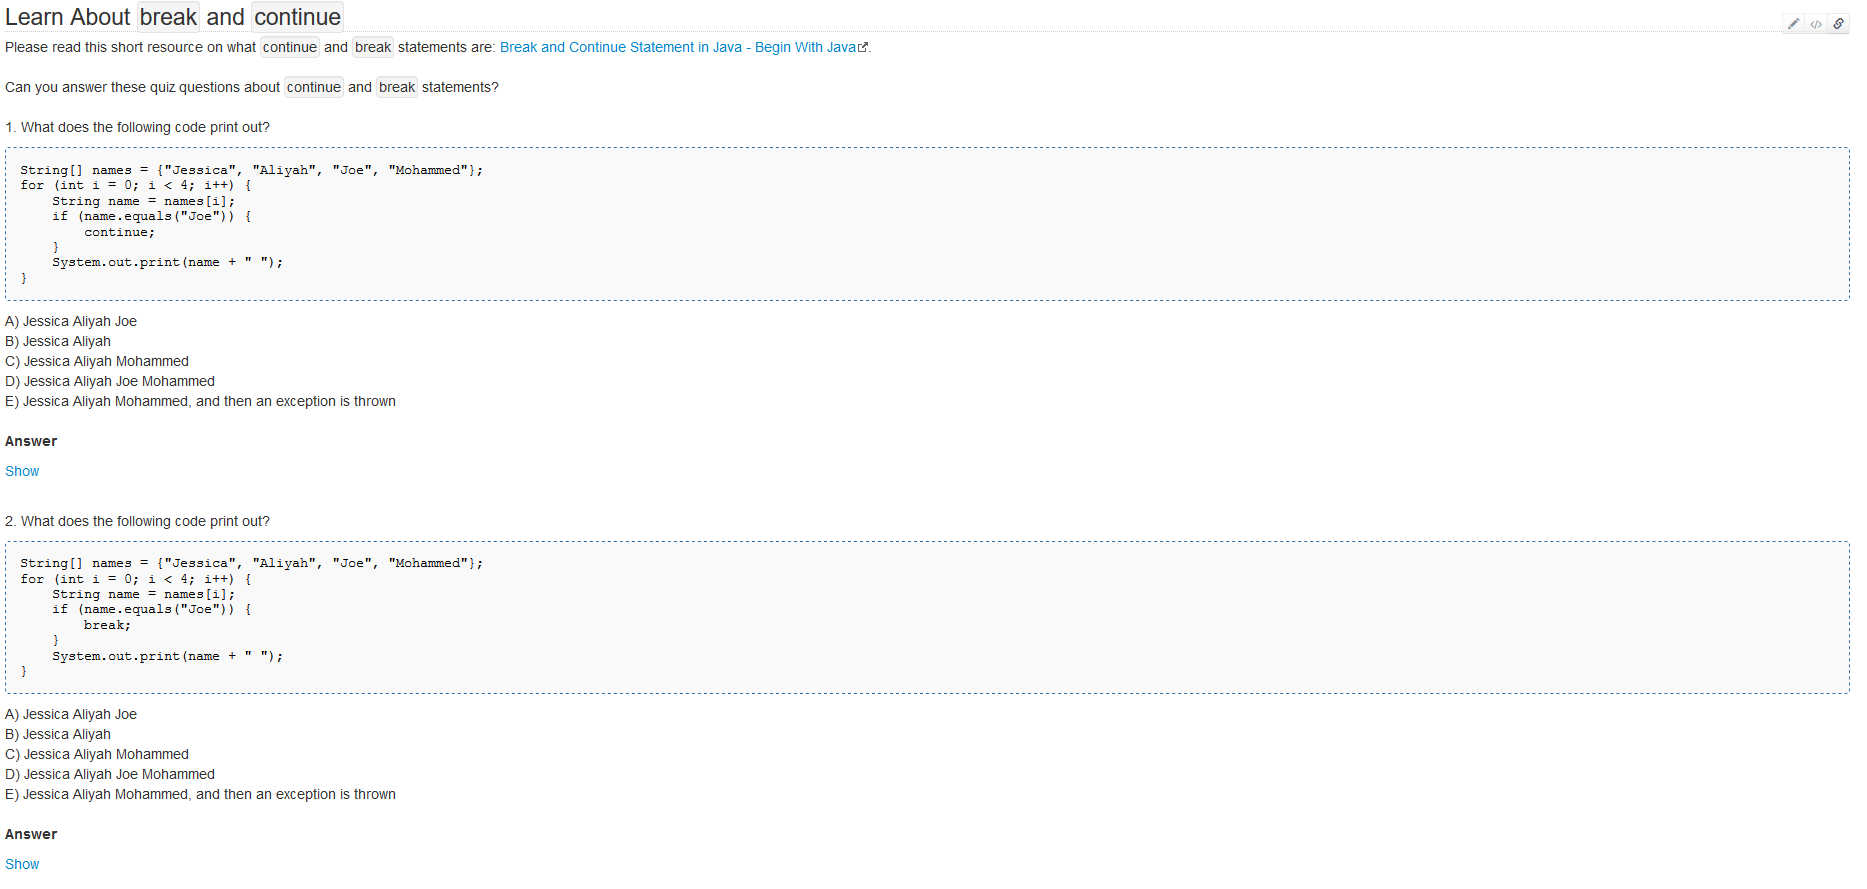 Learn About break and continue
Please read this short resource on what continue and break statements are: Break and Continue Statement in Java - Begin With Java.
Can you answer these quiz questions about continue and break statements?
1. What does the following code print out?
String[] names = {"Jessica", "Aliyah", "Joe", "Mohammed"};
for (int i = 0; i < 4; i++) {
    String name = names[i];
    if (name.equals("Joe")) {
        continue;
    }
    System.out.print(name + " ");
}
A) Jessica Aliyah Joe
B) Jessica Aliyah
C) Jessica Aliyah Mohammed
D) Jessica Aliyah Joe Mohammed
E) Jessica Aliyah Mohammed, and then an exception is thrown
Answer
Show
2. What does the following code print out?
String[] names = {"Jessica", "Aliyah", "Joe", "Mohammed"};
for (int i = 0; i < 4; i++) {
    String name = names[i];
    if (name.equals("Joe")) {
        break;
    }
    System.out.print(name + " ");
}
A) Jessica Aliyah Joe
B) Jessica Aliyah
C) Jessica Aliyah Mohammed
D) Jessica Aliyah Joe Mohammed
E) Jessica Aliyah Mohammed, and then an exception is thrown
Answer
Show